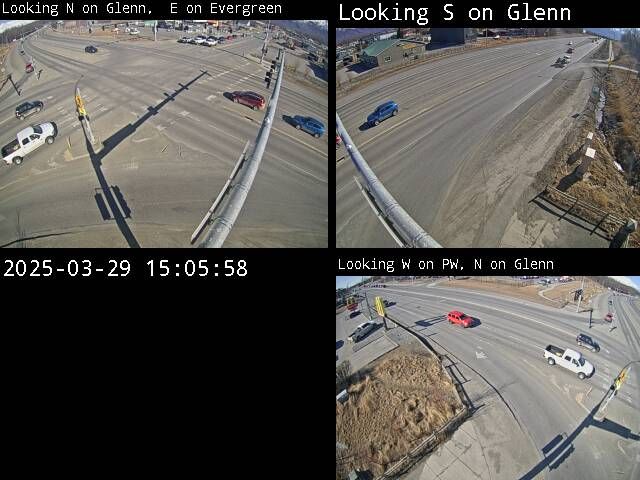 Looking N on Glenn,  E on Evergreen
Looking S on Glenn
2025-03-29 15:05:58
Looking W on PW, N on Glenn